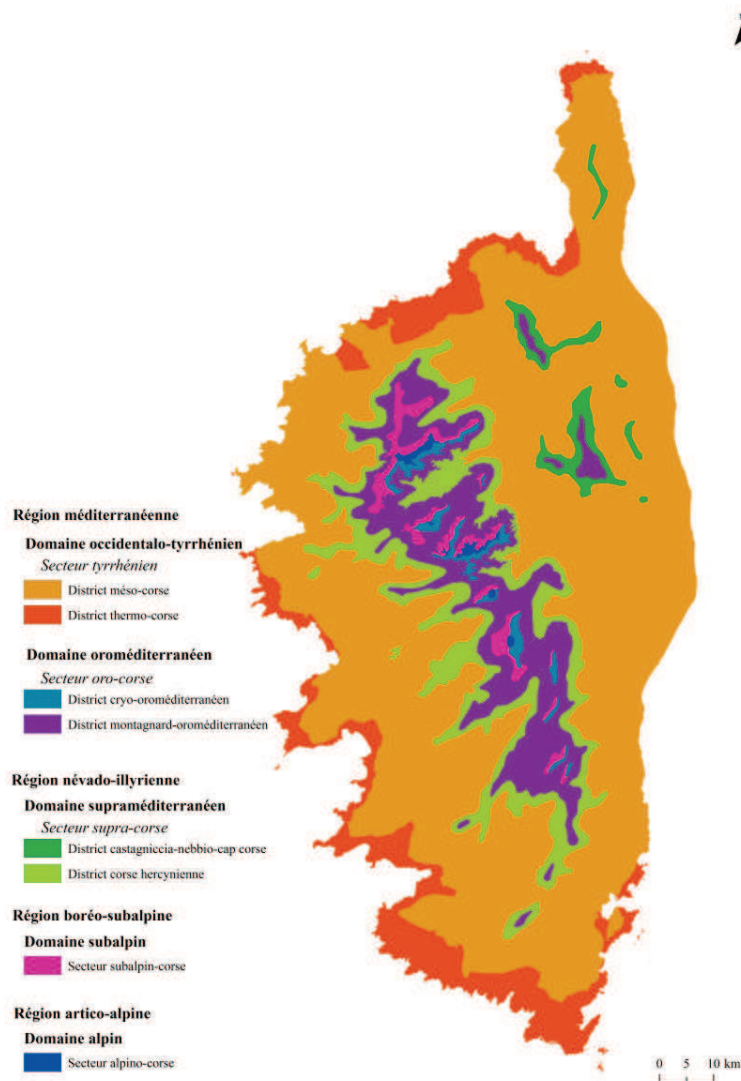 Région méditerranéenne
Domaine occidentalo-tyrrhénien
Secteur tyrrhénien
District méso-corse
District thermo-corse
Domaine oroméditerranéen
Secteur oro-corse
District cryo-oroméditerranéen
District montagnard-oroméditerranéen
Région névado-illyrienne
Domaine supraméditerranéen
Secteur supra-corse
District castagniccia-nebbio-cap corse
District corse hercynienne
Région boréo-subalpine
Domaine subalpin
Secteur subalpin-corse
Région artico-alpine
Domaine alpin
Secteur alpino-corse
0 5 10 km